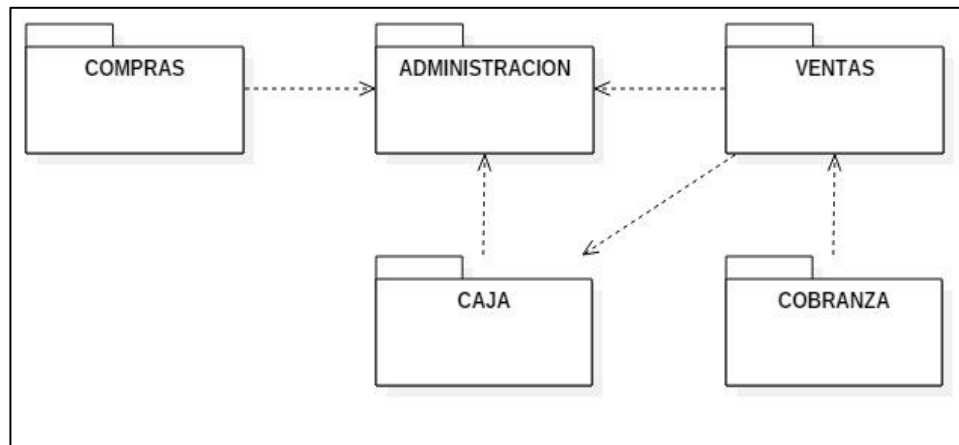 COMPRAS
ADMINISTRACION
VENTAS
CAJA
COBRANZA